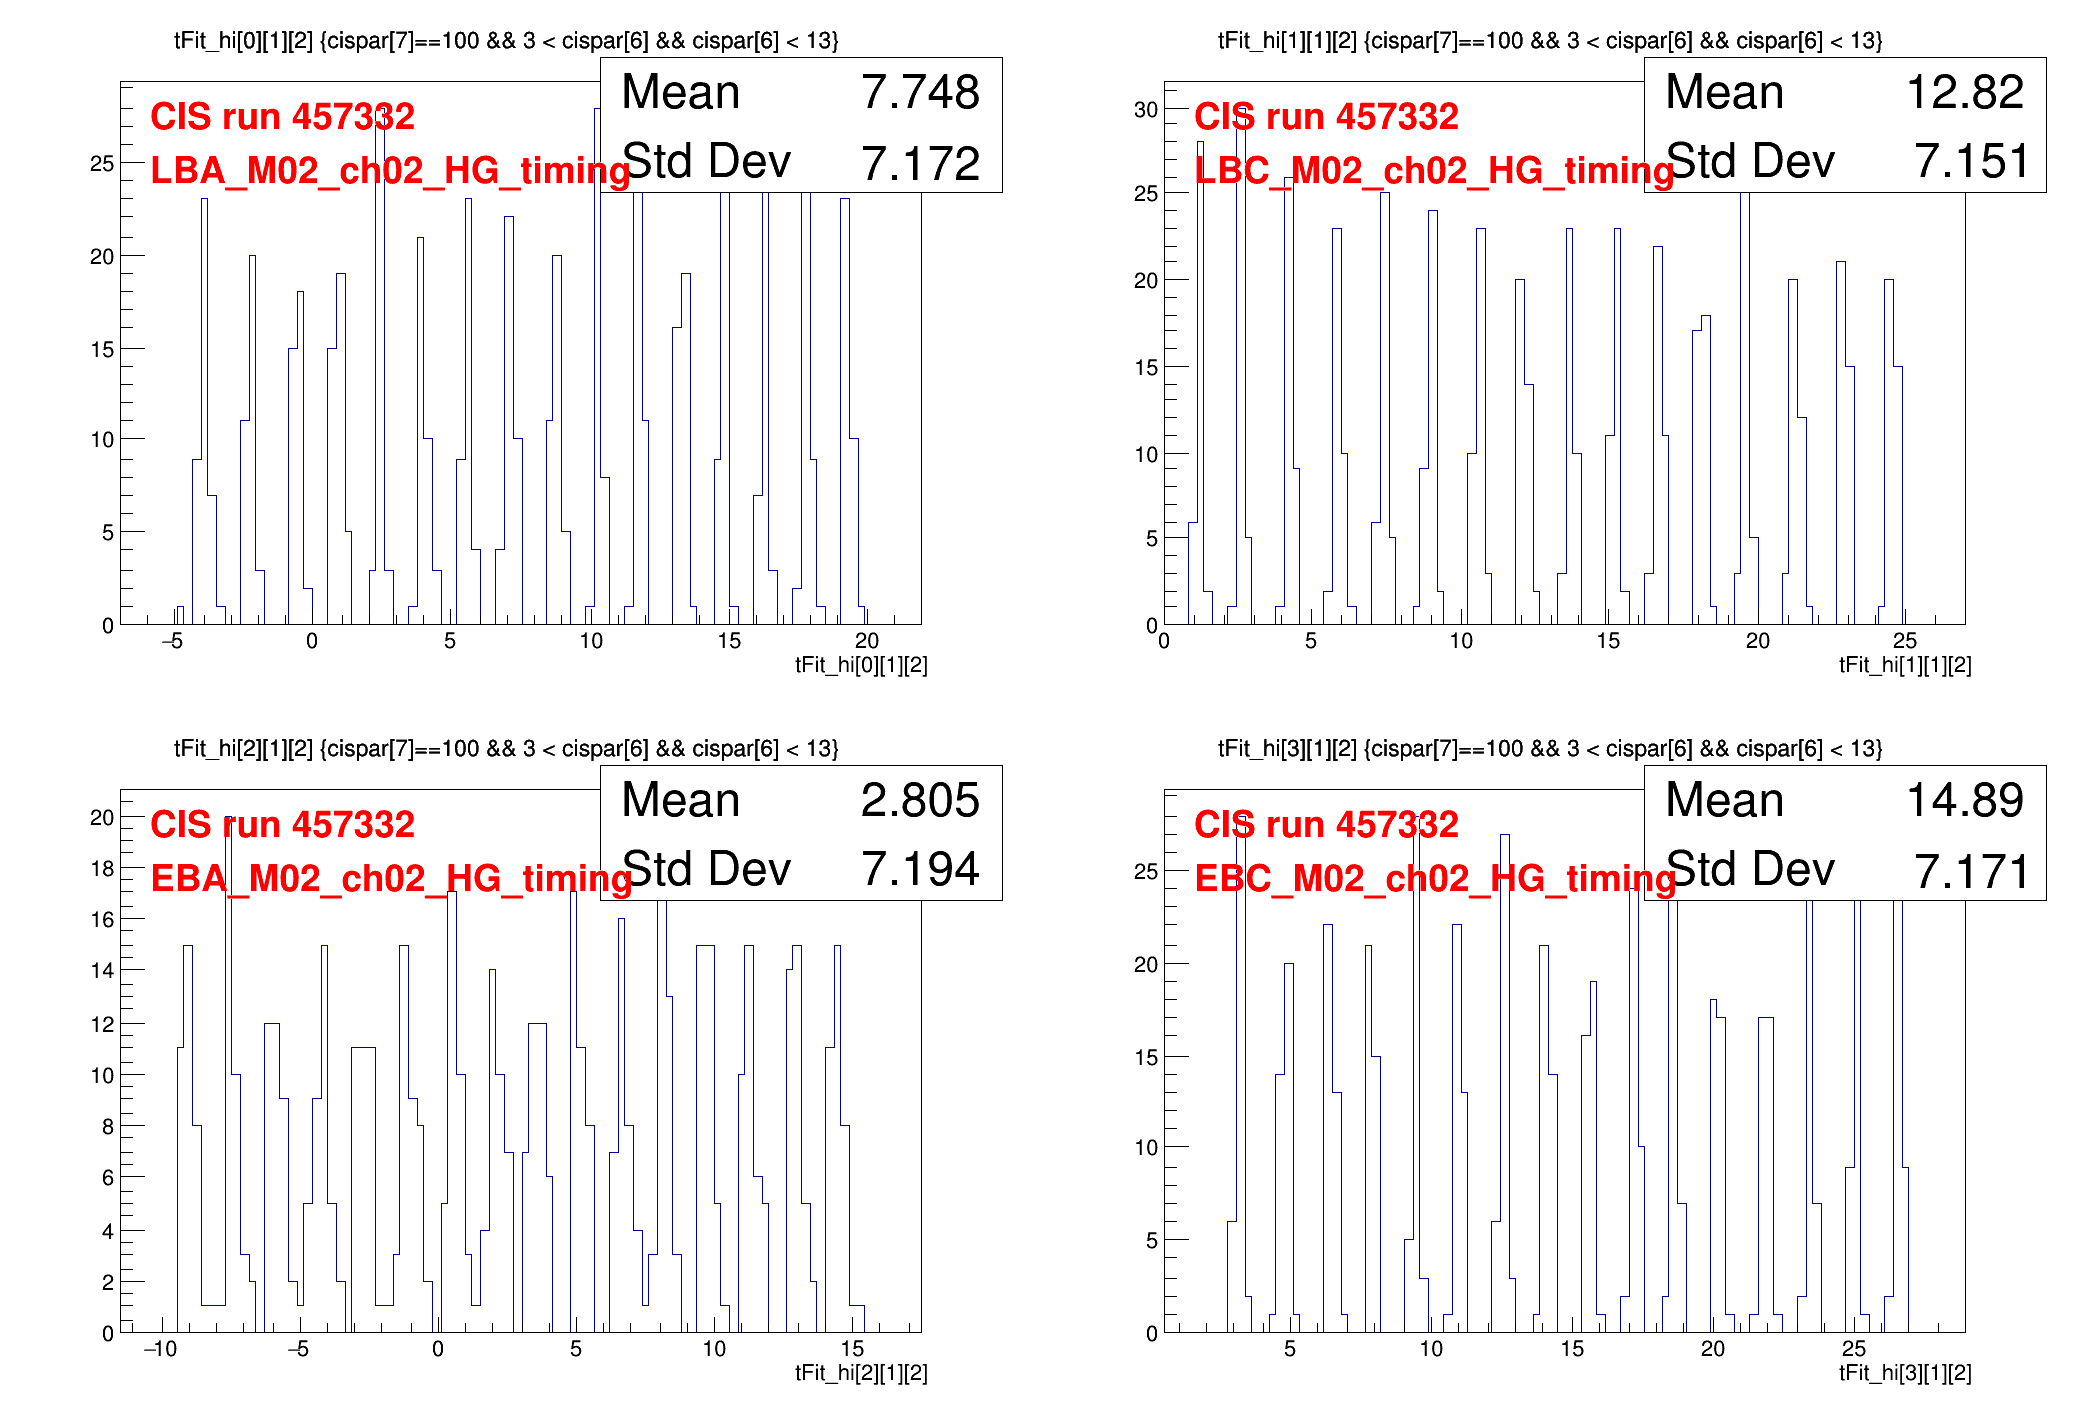 tFit_hi[0][1][2] {cispar[7]==100 && 3 < cispar[6] && cispar[6] < 13}
CIS run 457332
LBA_M02_ch02_HG_timing
Mean 7.748
Std Dev 7.172
25
20
15
10
5
0
−5 0 5 10 15 20
tFit_hi[0][1][2]
tFit_hi[1][1][2] {cispar[7]==100 && 3 < cispar[6] && cispar[6] < 13}
CIS run 457332
LBC_M02_ch02_HG_timing
Mean 12.82
Std Dev 7.151
30
25
20
15
10
5
0
0 5 10 15 20 25
tFit_hi[1][1][2]
tFit_hi[2][1][2] {cispar[7]==100 && 3 < cispar[6] && cispar[6] < 13}
CIS run 457332
EBA_M02_ch02_HG_timing
Mean 2.805
Std Dev 7.194
20
18
16
14
12
10
8
6
4
2
0
−10 −5 0 5 10 15
tFit_hi[2][1][2]
tFit_hi[3][1][2] {cispar[7]==100 && 3 < cispar[6] && cispar[6] < 13}
CIS run 457332
EBC_M02_ch02_HG_timing
Mean 14.89
Std Dev 7.171
25
20
15
10
5
0
5 10 15 20 25
tFit_hi[3][1][2]